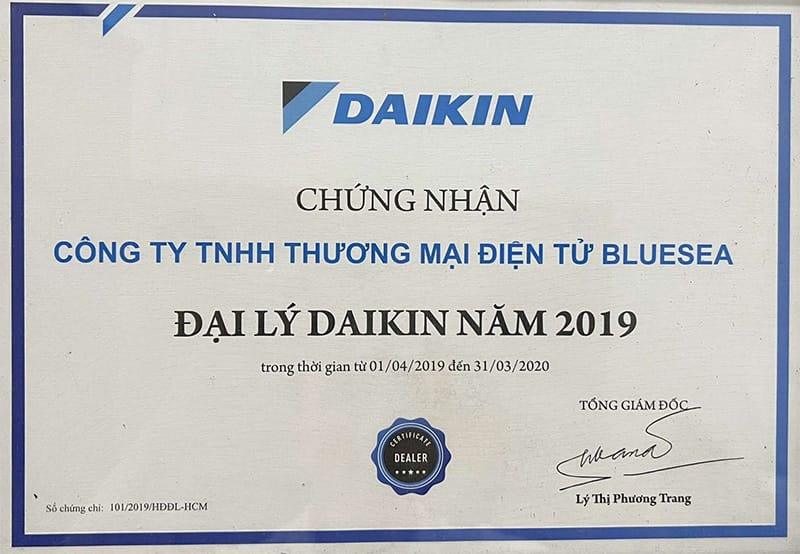 DAIKIN
CHỨNG NHẬN
CÔNG TY TNHH THƯƠNG MẠI ĐIỆN TỬ BLUESEA
ĐẠI LÝ DAIKIN NĂM 2019
trong thời gian từ 01/04/2019 đến 31/03/2020
TỔNG GIÁM ĐỐC
CERTIFICATE
DEALER
Lý Thị Phương Trang
Số chứng chỉ: 101/2019/HĐĐL-HCM